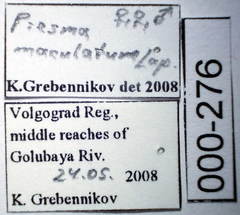 Piesma ♀,♀,♂
maculatum Lap.
K.Grebennikov det 2008
Volgograd Reg.,
middle reaches of
Golubaya Riv.
24.05. 2008
K. Grebennikov
000-276